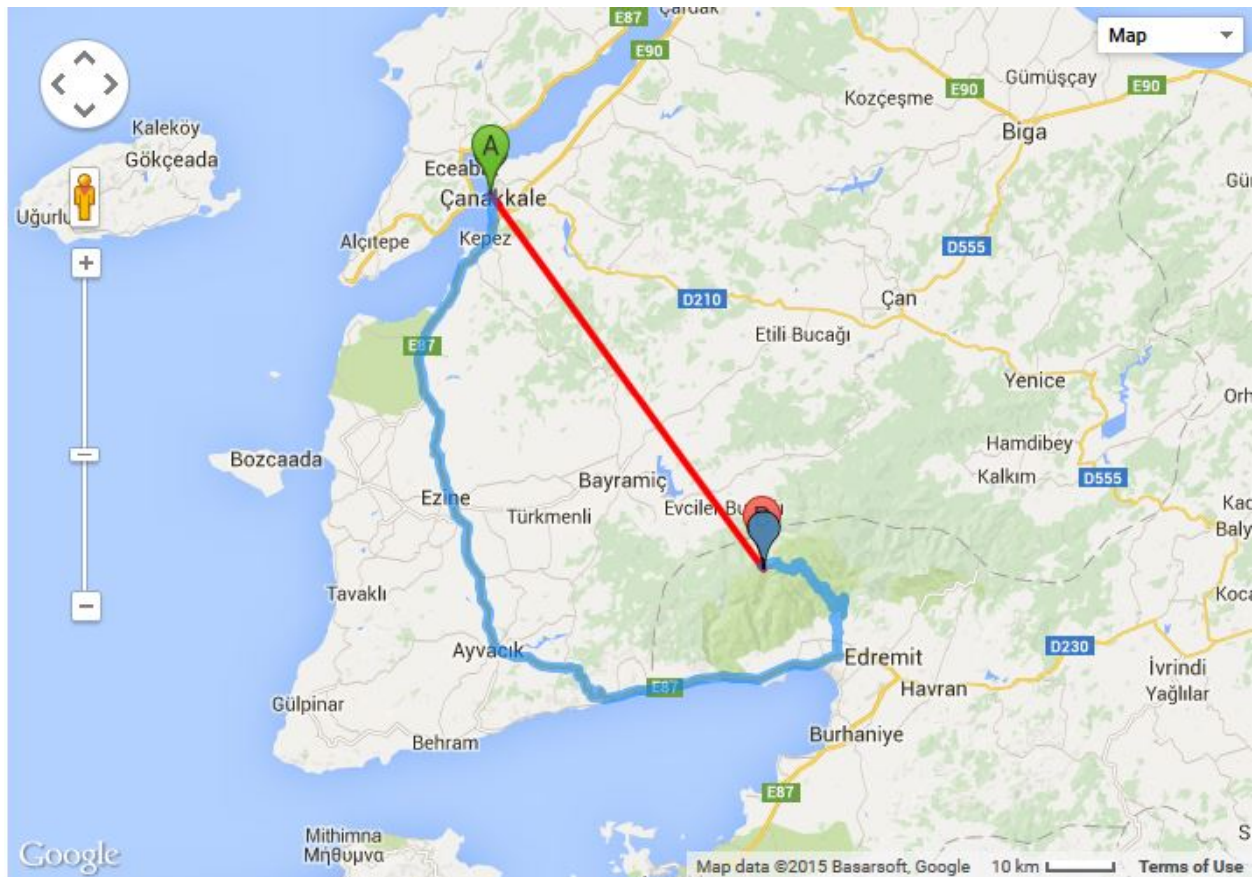 E87
Çardak
Map
E90
Gümüşçay
E90
E90
Kozçeşme
Kaleköy
Biga
Gökçeada
A
Eceab
Çanakkale
Uğurlu
Kepez
Alçıtepe
D555
D210
Çan
Etili Bucağı
E87
Yenice
Hamdibey
Bozcaada
Bayramiç
Kalkım
D555
Ezine
Evciler Bu
Türkmenli
Tavaklı
Ayvacık
Edremit
D230
İvrindi
E87
Havran
Yağlılar
Gülpınar
Behram
Burhaniye
E87
Mithimna
Μήθυμνα
Google
Map data ©2015 Basarsoft, Google 10 km Terms of Use